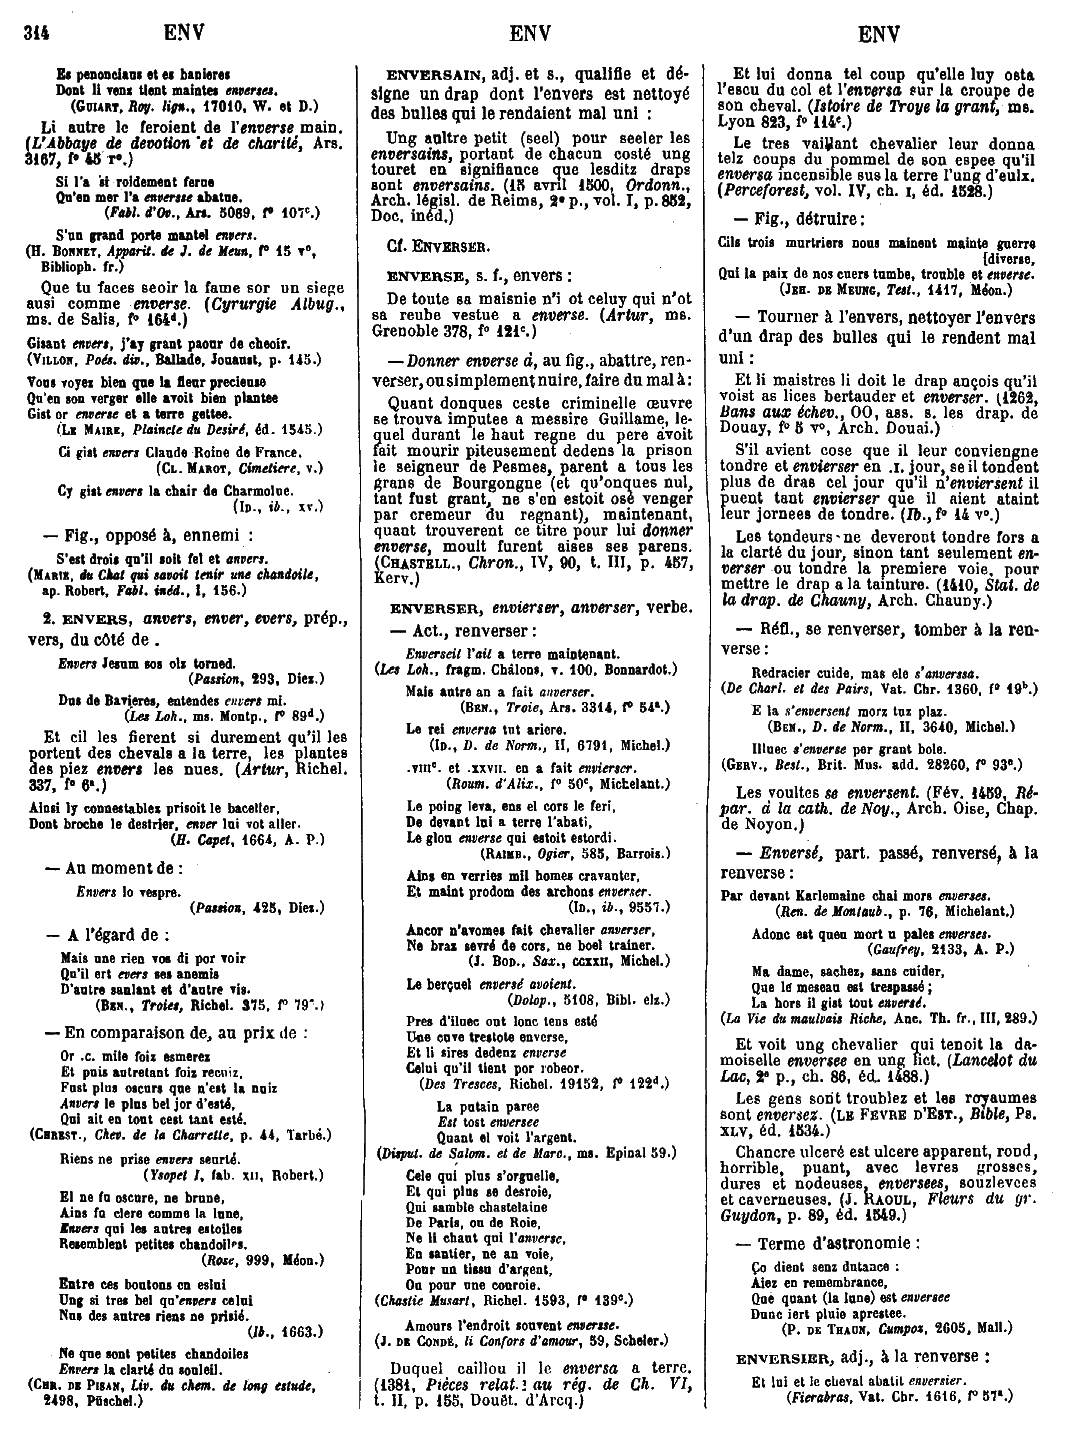 314 ENV ENV ENV
Es penonciaus et es banieres
Dont li venz tient maintes enverses.
(GUIART, Roy. lign., 17010, W. et D.)
Li autre le feroient de l'enverse main.
(L'Abbaye de devotion et de charité, Ars.
3167, f° 45 r°.)
Si l'a si roidement ferue
Qu'en mer l'a enversse abatue.
(Fabl. d'Ov., Ars. 5069, f° 107c.)
S'un grand porte mantel envers.
(H. BONNET, Apparit. de J. de Meun, f° 15 v°,
Biblioph. fr.)
Que tu faces seoir la fame sor un siege
ausi comme enverse. (Cyrurgie Albug.,
ms. de Salis, f° 164d.)
Gisant envers, j'ay grant paour de cheoir.
(VILLON, Poés. div., Ballade, Jouaust, p. 145.)
Vous voyez bien que la fleur precieuse
Qu'en son verger elle avoit bien plantee
Gist or enverse et a terre gettee.
(LE MAIRE, Plaincte du Desiré, éd. 1545.)
Ci gist envers Claude Roine de France.
(CL. MAROT, Cimetiere, v.)
Cy gist envers la chair de Charmolue.
(ID., ib., xv.)
— Fig., opposé à, ennemi :
S'est drois qu'il soit fel et anvers.
(MARIE, du Chat qui savoit tenir une chandoile,
ap. Robert, Fabl. inéd., I, 156.)
2. ENVERS, anvers, enver, evers, prép.,
vers, du côté de .
Envers Jesum sos olz torned.
(Passion, 293, Diez.)
Dus de Bavieres, entendes envers mi.
(Les Loh., ms. Montp., f° 89d.)
Et cil les fierent si durement qu'il les
portent des chevals a la terre, les plantes
des piez envers les nues. (Artur, Richel.
337, f° 6a.)
Ainsi ly connestables prisoit le baceller,
Dont broche le destrier, enver lui vot aller.
(H. Capet, 1664, A. P.)
— Au moment de :
Envers lo vespre.
(Passion, 425, Diez.)
— A l'égard de :
Mais une rien vos di por voir
Qu'il ert evers ses anemis
D'autre sanlant et d'autre vis.
(BEN., Troies, Richel. 375, f° 79e.)
— En comparaison de, au prix de :
Or .c. mile foiz esmerez
Et puis autretant foiz recuiz,
Fust plus oscurs que n'est la nuiz
Anvers le plus bel jor d'esté,
Qui ait en tout cest tant esté.
(CHREST., Chev. de la Charrette, p. 44, Tarbé.)
Riens ne prise envers seurté.
(Ysopet I, fab. XII, Robert.)
El ne fu oscure, ne brune,
Ains fu clere comme la lune,
Envers qui les autres estoiles
Resemblent petites chandoiles.
(Rose, 999, Méon.)
Entre ces boutons en eslui
Ung si tres bel qu'envers celui
Nus des autres riens ne prisié.
(Ib., 1663.)
Ne que sont petites chandoiles
Envers la clarté du souleil.
(CHR. DE PISAN, Liv. du chem. de long estude,
2498, Püschel.)
ENVERSAIN, adj. et s., qualifie et dé-
signe un drap dont l'envers est nettoyé
des bulles qui le rendaient mal uni :
Ung aultre petit (seel) pour seeler les
enversains, portant de chacun costé ung
touret en signifiance que lesditz draps
sont enversains. (15 avril 1500, Ordonn.,
Arch. législ. de Reims, 2e p., vol. I, p. 852,
Doc. inéd.)
Cf. ENVERSER.
ENVERSE, s. f., envers :
De toute sa maisnie n'i ot celuy qui n'ot
sa reube vestue a enverse. (Artur, ms.
Grenoble 378, f° 121c.)
— Donner enverse à, au fig., abattre, ren-
verser, ou simplement nuire, faire du mal à :
Quant donques ceste criminelle œuvre
se trouva imputee a messire Guillame, le-
quel durant le haut regne du pere avoit
fait mourir piteusement dedens la prison
le seigneur de Pesmes, parent a tous les
grans de Bourgongne (et qu'onques nul,
tant fust grant, ne s'en estoit osé venger
par cremeur du regnant), maintenant,
quant trouverent ce titre pour lui donner
enverse, moult furent aises ses parens.
(CHASTELL., Chron., IV, 90, t. III, p. 457,
Kerv.)
ENVERSER, envierser, anverser, verbe.
— Act., renverser :
Enverseil l'ail a terre maintenant.
(Les Loh., fragm. Châlons, v. 100, Bonnardot.)
Mais autre an a fait anverser.
(BEN., Troie, Ars. 3314, f° 54a.)
Le rei enversa tut ariere.
(ID., D. de Norm., II, 6791, Michel.)
.VIIIc. et .XXVII. en a fait envierser.
(Roum. d'Alix., f° 50c, Michelant.)
Le poing leva, ens el cors le feri,
De devant lui a terre l'abati,
Le glou enverse qui estoit estordi.
(RAIMB., Ogier, 585, Barrois.)
Ains en verries mil homes cravanter,
Et maint prodom des archons enverser.
(ID., ib., 9557.)
Ancor n'avomes fait chevalier anverser,
Ne braz sevré de cors, ne boel trainer.
(J. BOD., Sax., CCXXII, Michel.)
Le berçuel enversé avoient.
(Dolop., 5108, Bibl. elz.)
Pres d'iluec ont lonc tens esté
Une cuve trestote enverse,
Et li sires dedenz enverse
Celui qu'il tient por robeor.
(Des Tresces, Richel. 19152, f° 122d.)
La putain paree
Est tost enversee
Quant el voit l'argent.
(Disput. de Salom. et de Marc., ms. Epinal 59.)
Cele qui plus s'orguelle,
Et qui plus se desroie,
Qui samble chastelaine
De Paris, ou de Roie,
Ne li chaut qui l'anverse,
En santier, ne an voie,
Pour un tissu d'argent,
Ou pour une conroie.
(Chastie Musart, Richel. 1593, f° 139c.)
Amours l'endroit souvent enversse.
(J. DE CONDÉ, li Confors d'amour, 59, Scheler.)
Duquel caillou il le enversa a terre.
(1381, Pièces relat. au rég. de Ch. VI,
t. II, p. 155, Douët. d'Arcq.)
Et lui donna tel coup qu'elle luy osta
l'escu du col et l'enversa sur la croupe de
son cheval. (Istoire de Troye la grant, ms.
Lyon 823, f° 114c.)
Le tres vaillant chevalier leur donna
telz coups du pommel de son espee qu'il
enversa incensible sus la terre l'ung d'eulx.
(Perceforest, vol. IV, ch. I, éd. 1528.)
— Fig., détruire :
Cils trois murtriers nous mainent mainte guerre
[diverse,
Qui la paix de nos cuers tumbe, trouble et enverse.
(JEH. DE MEUNG, Test., 1417, Méon.)
— Tourner à l'envers, nettoyer l'envers
d'un drap des bulles qui le rendent mal
uni :
Et li maistres li doit le drap ançois qu'il
voist as lices bertauder et enverser. (1262,
Bans aux échev., OO, ass. s. les drap. de
Douay, f° 5 v°, Arch. Douai.)
S'il avient cose que il leur conviengne
tondre et envierser en .I. jour, se il tondent
plus de dras cel jour qu'il n'enviersent il
puent tant envierser que il aient ataint
leur jornees de tondre. (Ib., f° 14 v°.)
Les tondeurs ne deveront tondre fors a
la clarté du jour, sinon tant seulement en-
verser ou tondre la premiere voie, pour
mettre le drap a la tainture. (1410, Stat. de
la drap. de Chauny, Arch. Chauny.)
— Réfl., se renverser, tomber à la ren-
verse :
Redracier cuide, mas ele s'anverssa.
(De Charl. et des Pairs, Vat. Chr. 1360, f° 19b.)
E la s'enversent morz tuz plaz.
(BEN., D. de Norm., II, 3640, Michel.)
Illuec s'enverse per grant bole.
(GERV., Best., Brit. Mus. add. 28260, f° 93c.)
Les voultes se enversent. (Fév. 1459, Ré-
par. à la cath. de Noy., Arch. Oise, Chap.
de Noyon.)
— Enversé, part. passé, renversé, à la
renverse :
Par devant Karlemaine chai mors enverses.
(Ren. de Montaub., p. 76, Michelant.)
Adonc est queu mort u pales enverses.
(Gaufrey, 2133, A. P.)
Ma dame, sachez, sans cuider,
Que le meseau est trespassé ;
La hors il gist tout enversé.
(La Vie du maulvais Riche, Anc. Th. fr., III, 289.)
Et voit ung chevalier qui tenoit la da-
moiselle enversee en ung lict. (Lancelot du
Lac, 2e p., ch. 86, éd. 1488.)
Les gens sont troublez et les royaumes
sont enversez. (LE FEVRE D'EST., Bible, Ps.
XLV, éd. 1534.)
Chancre ulceré est ulcere apparent, rond,
horrible, puant, avec levres grosses,
dures et nodeuses, enversees, souzlevees
et caverneuses. (J. RAOUL, Fleurs du gr.
Guydon, p. 89, éd. 1549.)
— Terme d'astronomie :
Ço dient senz dutance :
Aiez en remembrance,
Que quant (la lune) est enversee
Dunc iert pluie aprestee.
(P. DE THAUN, Cumpoz, 2605, Mall.)
ENVERSIER, adj., à la renverse :
Et lui et le cheval abatit enversier.
(Fierabras, Vat. Chr. 1616, f° 57a.)